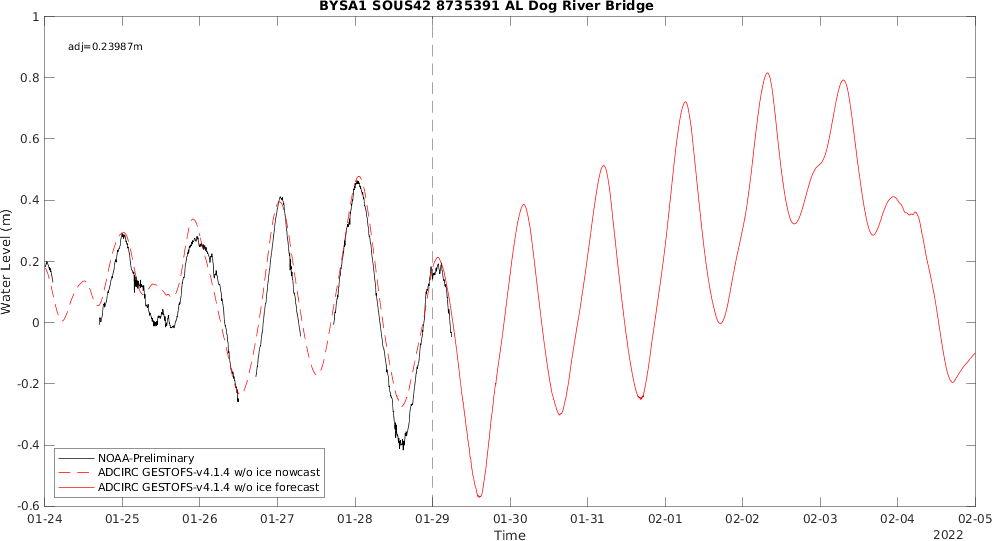 BYSA1 SOUS42 8735391 AL Dog River Bridge
adj=0.23987m
Water Level (m)
1
0.8
0.6
0.4
0.2
0
-0.2
-0.4
-0.6
NOAA-Preliminary
ADCIRC GESTOFS-v4.1.4 w/o ice nowcast
ADCIRC GESTOFS-v4.1.4 w/o ice forecast
01-24 01-25 01-26 01-27 01-28 01-29 01-30 01-31 02-01 02-02 02-03 02-04 02-05
Time
2022